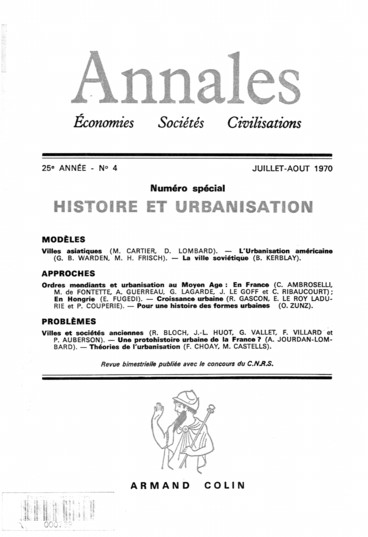 Annales
Économies Sociétés Civilisations
25e ANNÉE - No 4 JUILLET-AOUT 1970
Numéro spécial
HISTOIRE ET URBANISATION
MODÈLES
Villes asiatiques (M. CARTIER, D. LOMBARD). — L'Urbanisation américaine
(G. B. WARDEN, M. H. FRISCH). — La ville soviétique (B. KERBLAY).
APPROCHES
Ordres mendiants et urbanisation au Moyen Age : En France (C. AMBROSELLI,
M. de FONTETTE, A. GUERREAU, G. LAGARDE, J. LE GOFF et C. RIBAUCOURT) ;
En Hongrie (E. FUGEDI). — Croissance urbaine (R. GASCON, E. LE ROY LADU-
RIE et P. COUPERIE). — Pour une histoire des formes urbaines (O. ZUNZ).
PROBLÈMES
Villes et sociétés anciennes (R. BLOCH, J.-L. HUOT, G. VALLET, F. VILLARD et
P. AUBERSON). — Une protohistoire urbaine de la France ? (A. JOURDAN-LOM-
BARD). — Théories de l'urbanisation (F. CHOAY, M. CASTELLS).
Revue bimestrielle publiée avec le concours du C.N.R.S.
ARMAND COLIN